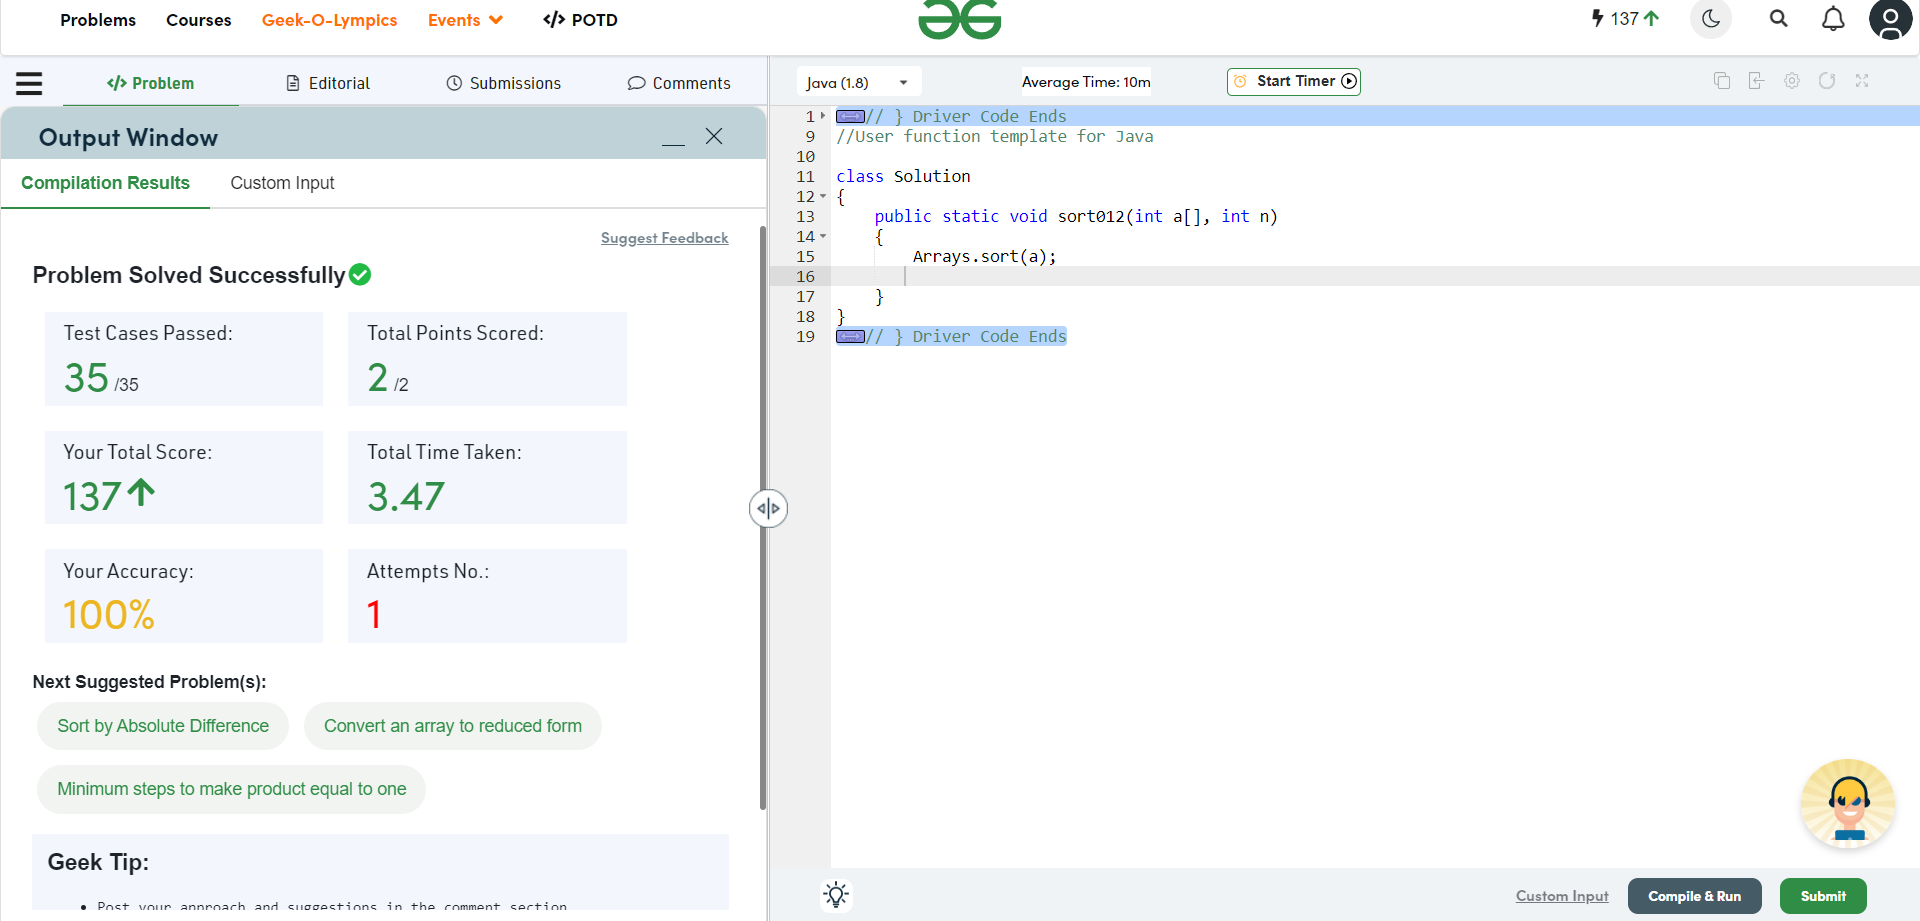 Problems Courses Geek-O-Lympics Events </> POTD
137
</> Problem Editorial Submissions Comments
Output Window
Compilation Results Custom Input
Suggest Feedback
Problem Solved Successfully
Test Cases Passed:
35 /35
Total Points Scored:
2 /2
Your Total Score:
137
Total Time Taken:
3.47
Your Accuracy:
100%
Attempts No.:
1
Next Suggested Problem(s):
Sort by Absolute Difference
Convert an array to reduced form
Minimum steps to make product equal to one
Geek Tip:
• Post your approach and suggestions in the comment section
Java (1.8)
Average Time: 10m
Start Timer
1 // } Driver Code Ends
9 //User function template for Java
10
11 class Solution
12 {
13 public static void sort012(int a[], int n)
14 {
15 Arrays.sort(a);
16
17 }
18 }
19 // } Driver Code Ends
Custom Input
Compile & Run
Submit